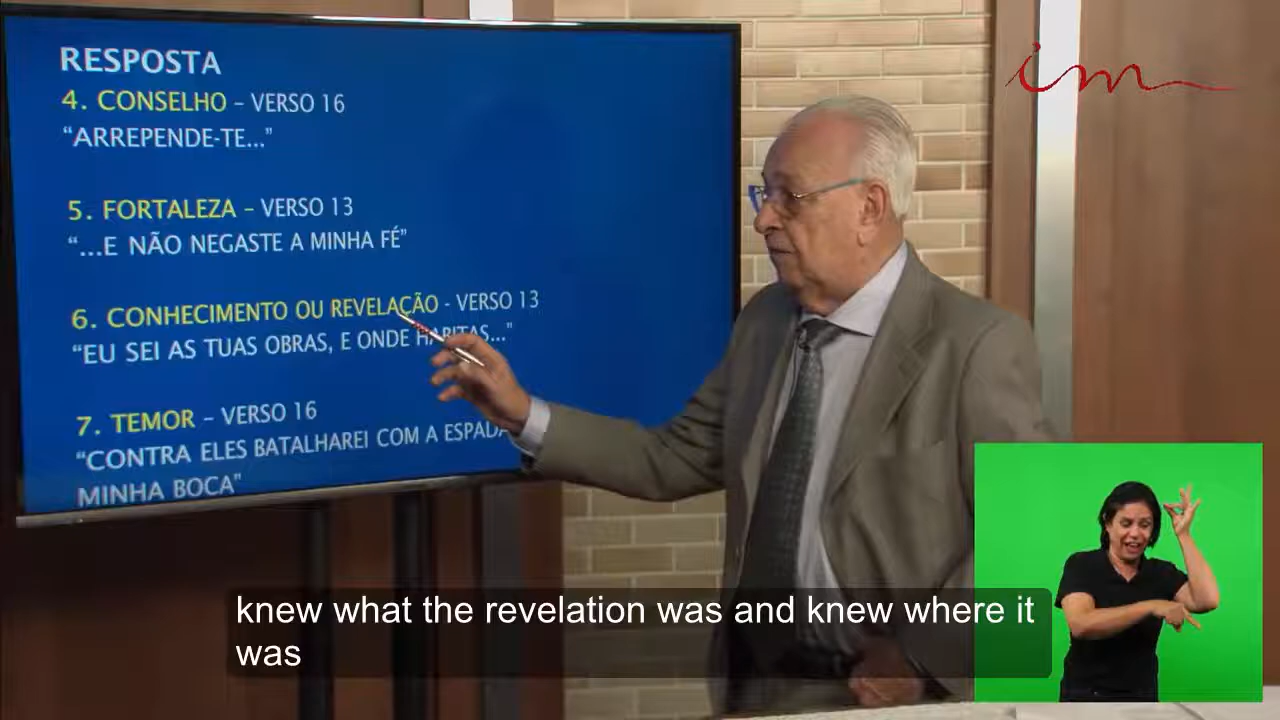 RESPOSTA
4. CONSELHO – VERSO 16
“ARREPENDE-TE...”
5. FORTALEZA – VERSO 13
“...E NÃO NEGASTE A MINHA FÉ”
6. CONHECIMENTO OU REVELAÇÃO - VERSO 13
“EU SEI AS TUAS OBRAS, E ONDE HABITAS...”
7. TEMOR – VERSO 16
“CONTRA ELES BATALHAREI COM A ESPADA
MINHA BOCA”
im
knew what the revelation was and knew where it
was